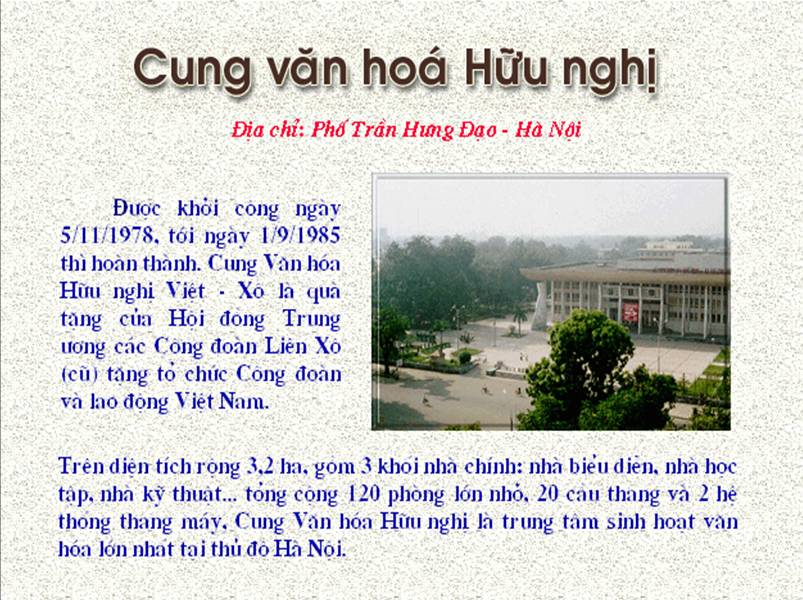 Cung văn hoá Hữu nghị
Địa chỉ: Phố Trần Hưng Đạo - Hà Nội
Được khởi công ngày
5/11/1978, tới ngày 1/9/1985
thì hoàn thành. Cung Văn hóa
Hữu nghị Việt - Xô là quà
tặng của Hội đồng Trung
ương các Công đoàn Liên Xô
(cũ) tặng tổ chức Công đoàn
và lao động Việt Nam.
Trên diện tích rộng 3,2 ha, gồm 3 khối nhà chính: nhà biểu diễn, nhà học
tập, nhà kỹ thuật... tổng cộng 120 phòng lớn nhỏ, 20 cầu thang và 2 hệ
thống thang máy, Cung Văn hóa Hữu nghị là trung tâm sinh hoạt văn
hóa lớn nhất tại thủ đô Hà Nội.